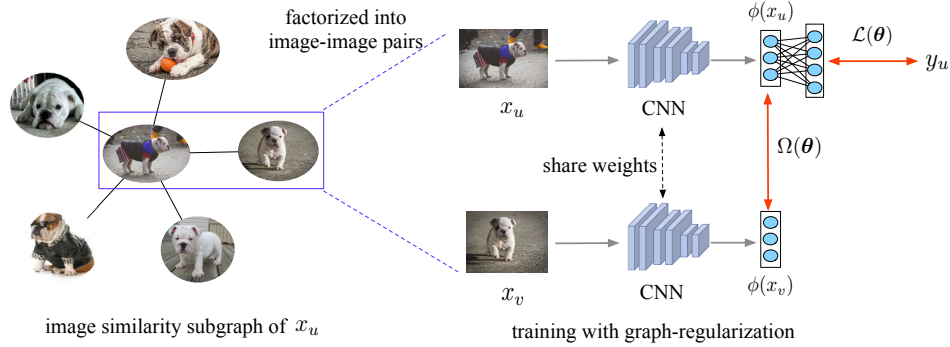 factorized into
image-image pairs
x_u
CNN
ϕ(x_u)
L(θ)
y_u
share weights
Ω(θ)
x_v
CNN
ϕ(x_v)
image similarity subgraph of x_u
training with graph-regularization